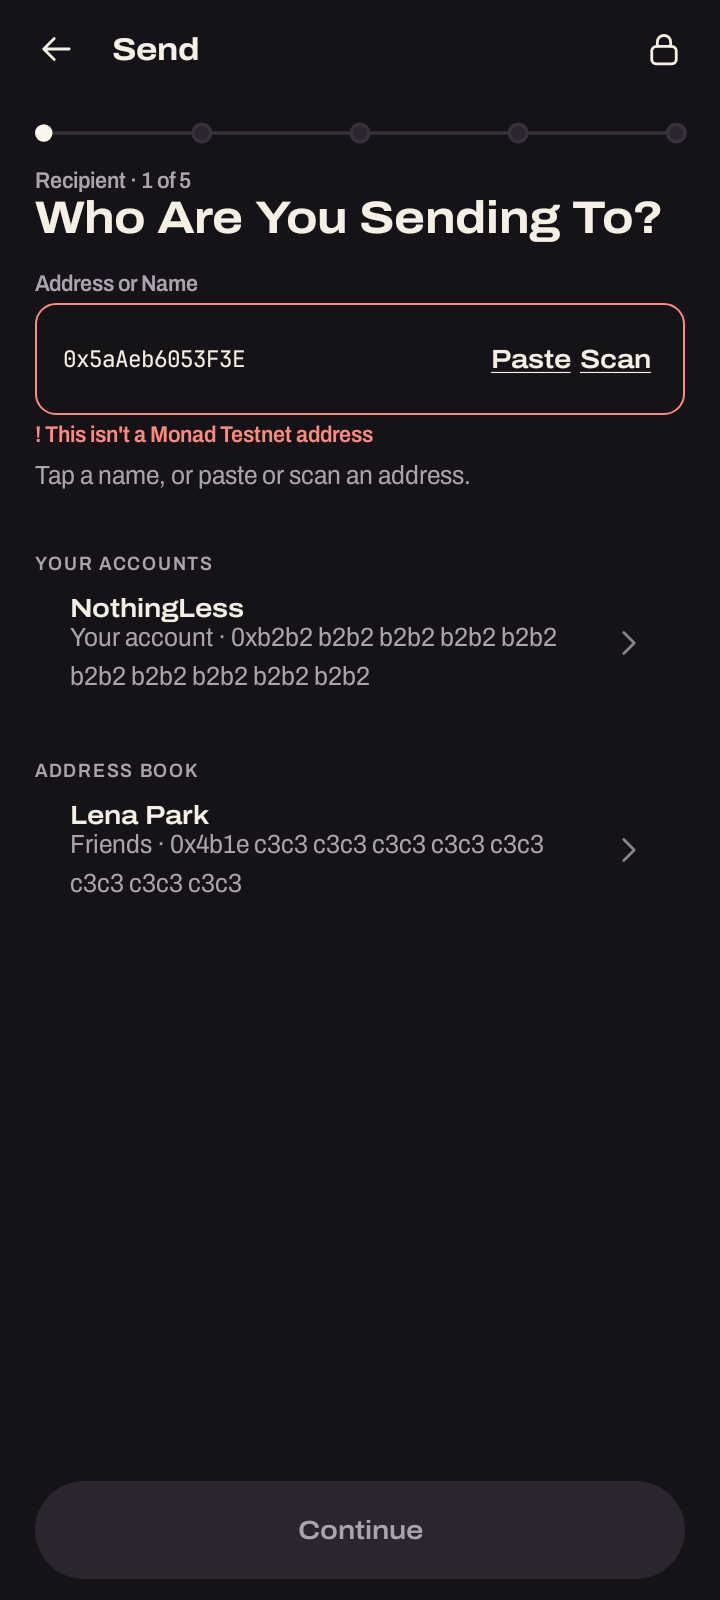 Send
Recipient · 1 of 5
Who Are You Sending To?
Address or Name
0x5aAeb6053F3E
Paste Scan
! This isn't a Monad Testnet address
Tap a name, or paste or scan an address.
YOUR ACCOUNTS
NothingLess
Your account · 0xb2b2 b2b2 b2b2 b2b2 b2b2
b2b2 b2b2 b2b2 b2b2 b2b2
ADDRESS BOOK
Lena Park
Friends · 0x4b1e c3c3 c3c3 c3c3 c3c3 c3c3
c3c3 c3c3 c3c3
Continue